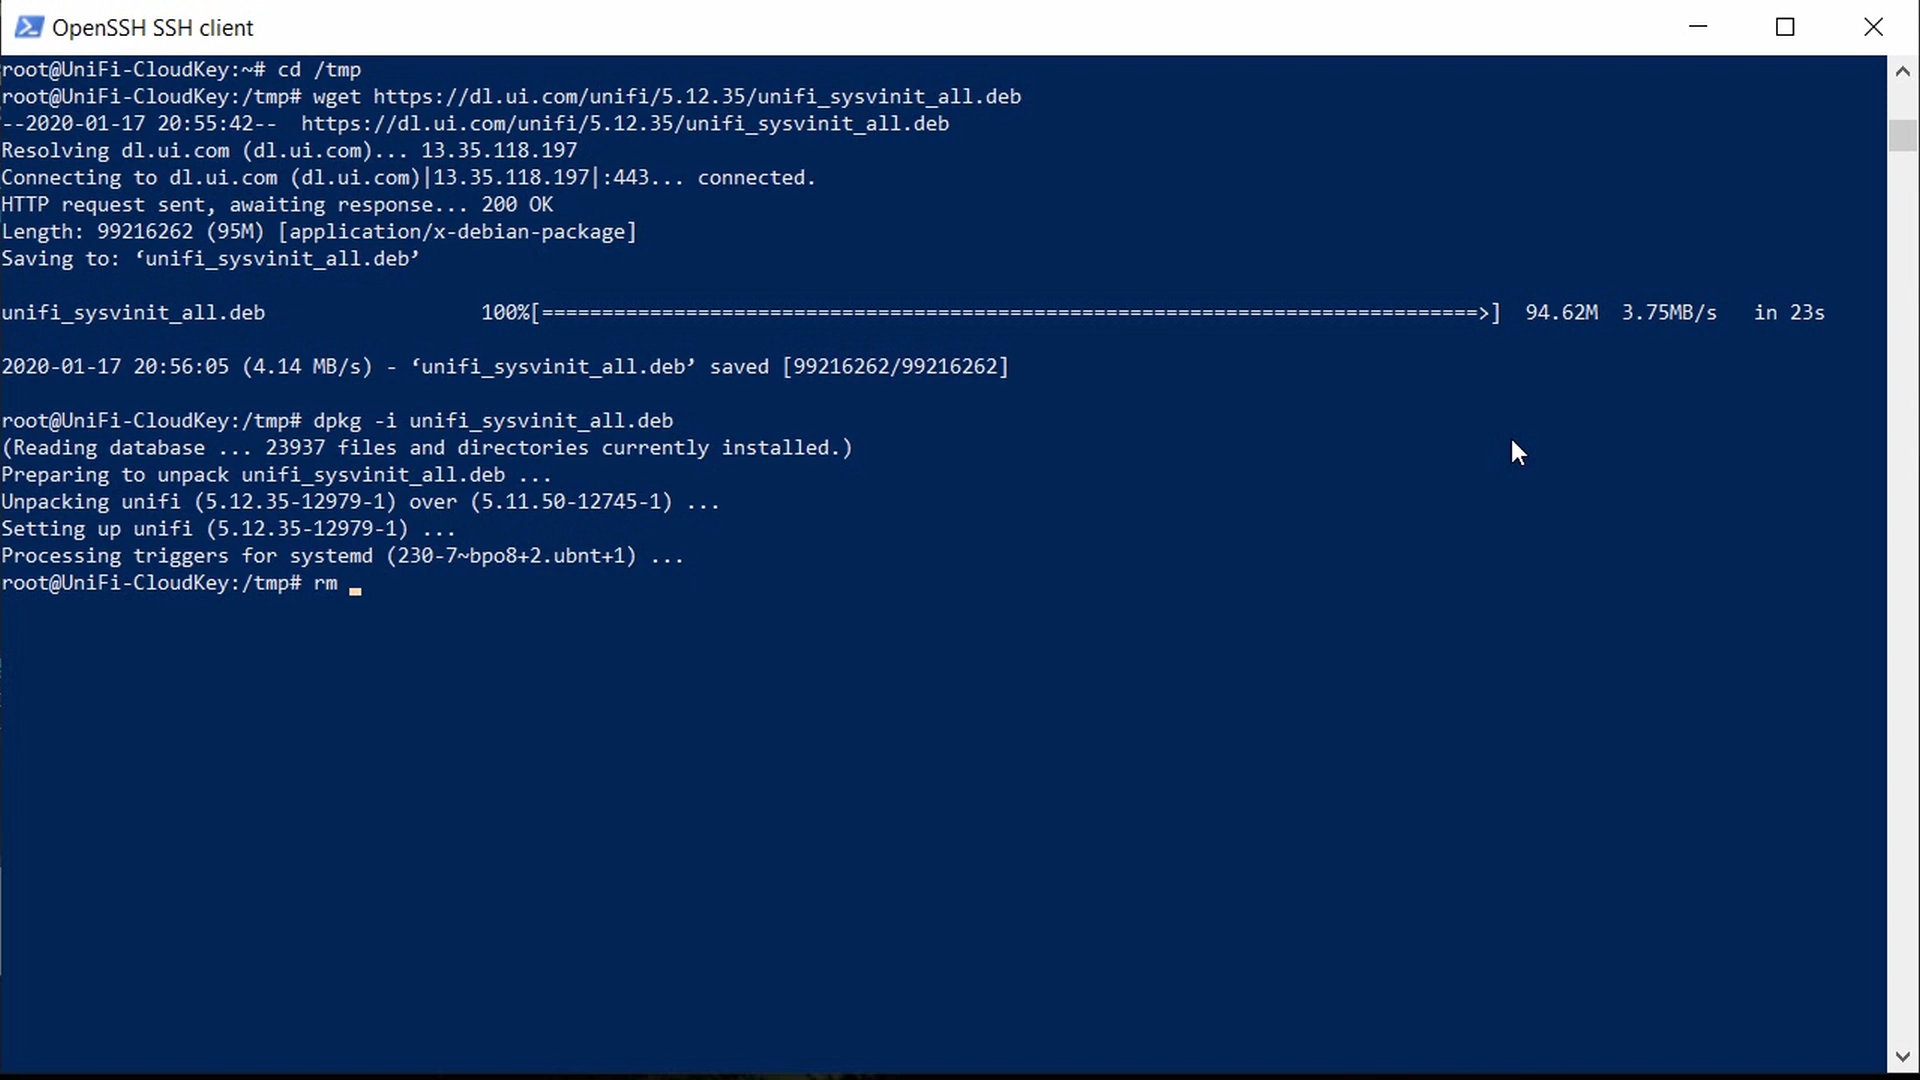 OpenSSH SSH client
root@UniFi-CloudKey:~# cd /tmp
root@UniFi-CloudKey:/tmp# wget https://dl.ui.com/unifi/5.12.35/unifi_sysvinit_all.deb
--2020-01-17 20:55:42--  https://dl.ui.com/unifi/5.12.35/unifi_sysvinit_all.deb
Resolving dl.ui.com (dl.ui.com)... 13.35.118.197
Connecting to dl.ui.com (dl.ui.com)|13.35.118.197|:443... connected.
HTTP request sent, awaiting response... 200 OK
Length: 99216262 (95M) [application/x-debian-package]
Saving to: ‘unifi_sysvinit_all.deb’
unifi_sysvinit_all.deb                  100%[==============================================================================>]  94.62M  3.75MB/s   in 23s
2020-01-17 20:56:05 (4.14 MB/s) - ‘unifi_sysvinit_all.deb’ saved [99216262/99216262]
root@UniFi-CloudKey:/tmp# dpkg -i unifi_sysvinit_all.deb
(Reading database ... 23937 files and directories currently installed.)
Preparing to unpack unifi_sysvinit_all.deb ...
Unpacking unifi (5.12.35-12979-1) over (5.11.50-12745-1) ...
Setting up unifi (5.12.35-12979-1) ...
Processing triggers for systemd (230-7~bpo8+2.ubnt+1) ...
root@UniFi-CloudKey:/tmp# rm